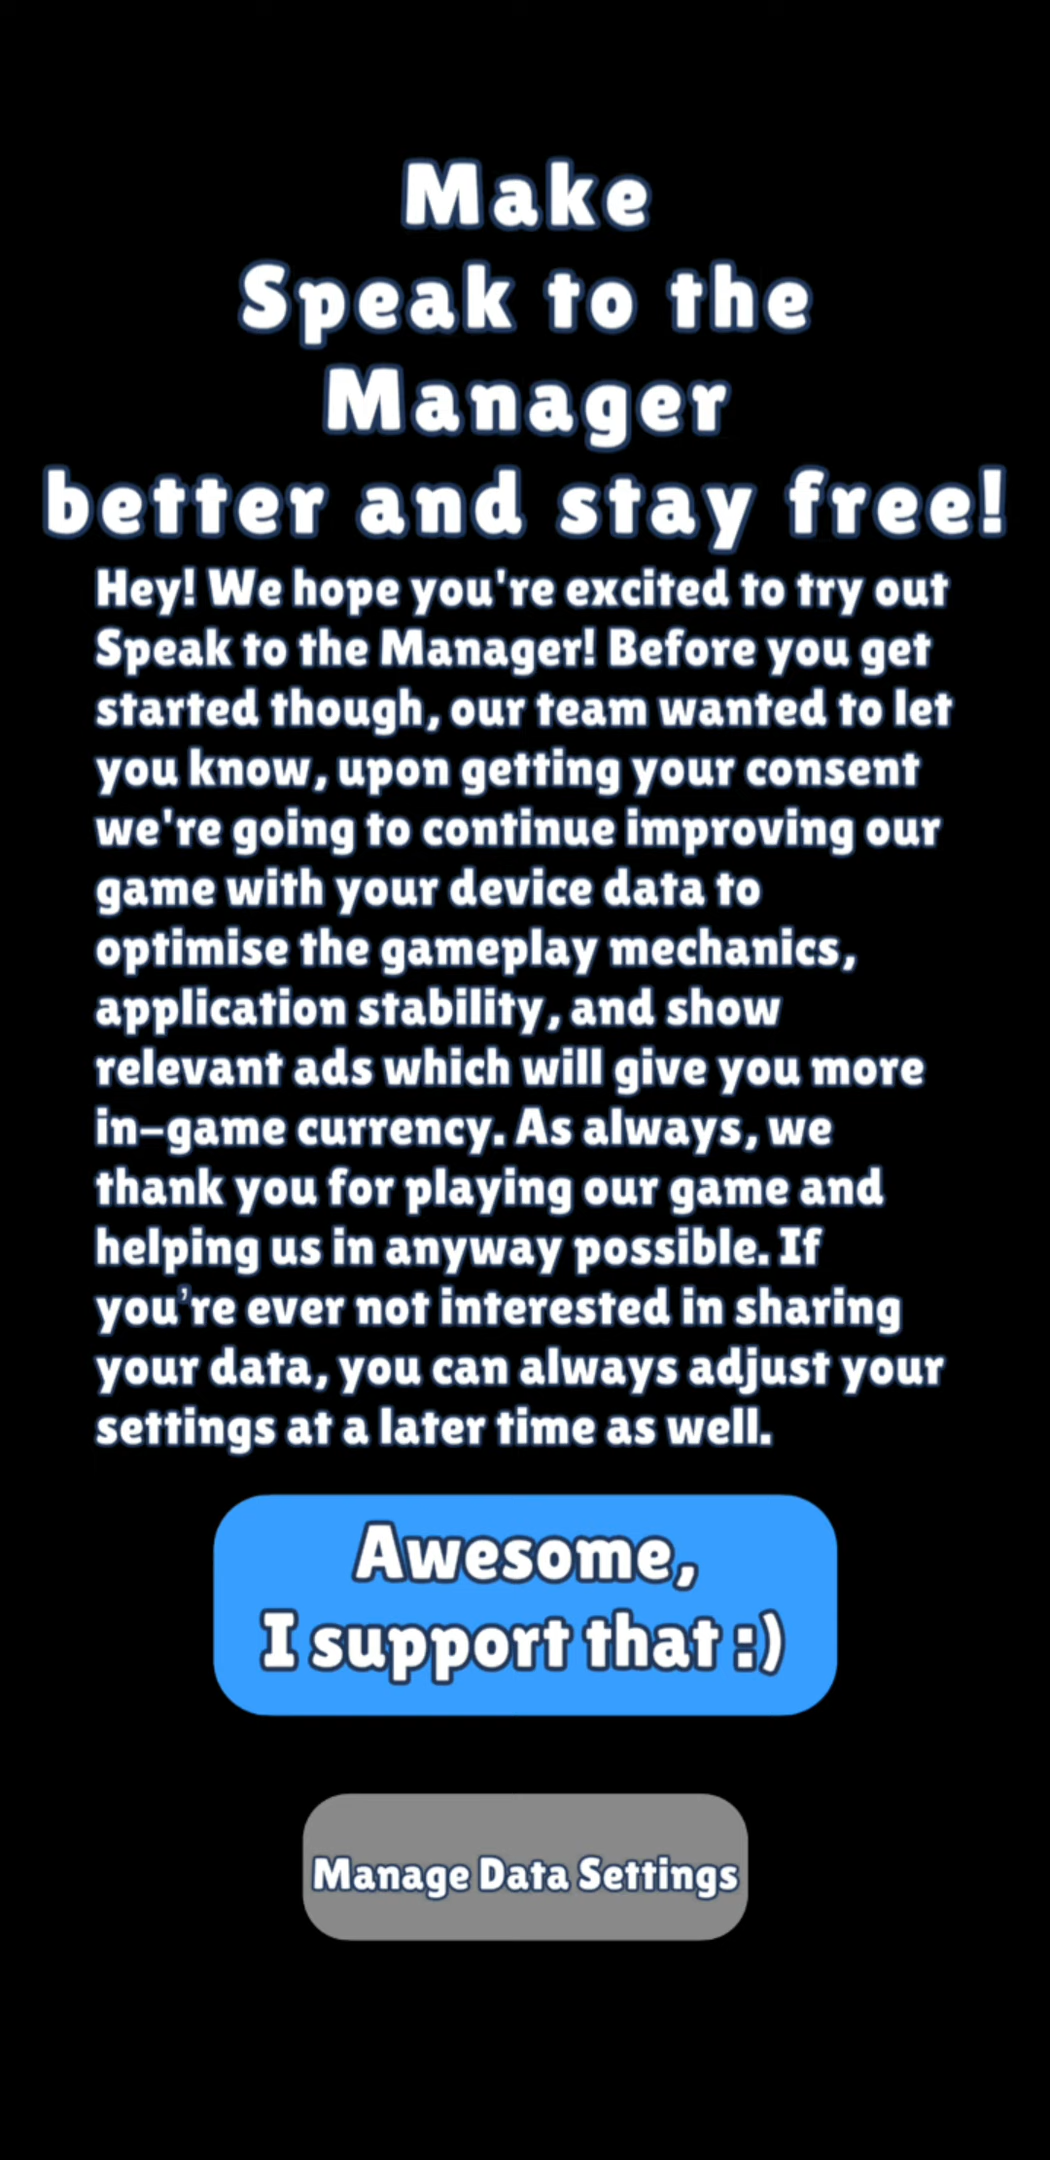 Make
Speak to the
Manager
better and stay free!
Hey! We hope you're excited to try out
Speak to the Manager! Before you get
started though, our team wanted to let
you know, upon getting your consent
we're going to continue improving our
game with your device data to
optimise the gameplay mechanics,
application stability, and show
relevant ads which will give you more
in-game currency. As always, we
thank you for playing our game and
helping us in anyway possible. If
you’re ever not interested in sharing
your data, you can always adjust your
settings at a later time as well.
Awesome,
I support that :)
Manage Data Settings